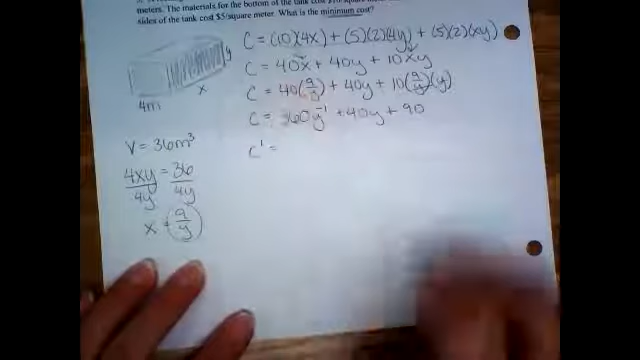 meters. The materials for the bottom of the tank cost $10/square meter
sides of the tank cost $5/square meter. What is the minimum cost?
C = (10)(4x) + (5)(2)(4y) + (5)(2)(xy)
C = 40x + 40y + 10xy
C = 40(9/y) + 40y + 10(9/y)(y)
C = 360y⁻¹ + 40y + 90
C' =
y
x
4m
V = 36m³
4xy/4y = 36/4y
x = 9/y